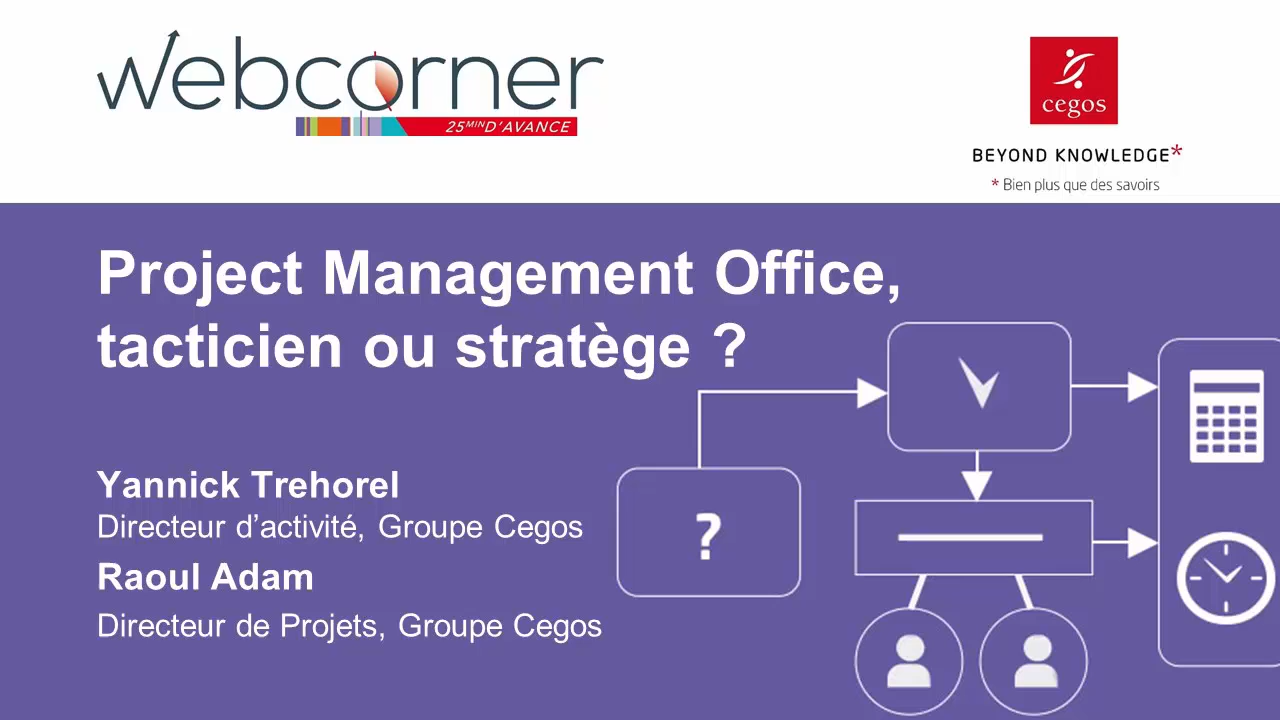 webcorner
25MIN D'AVANCE
cegos
BEYOND KNOWLEDGE*
* Bien plus que des savoirs
Project Management Office,
tacticien ou stratège ?
Yannick Trehorel
Directeur d’activité, Groupe Cegos
Raoul Adam
Directeur de Projets, Groupe Cegos
?